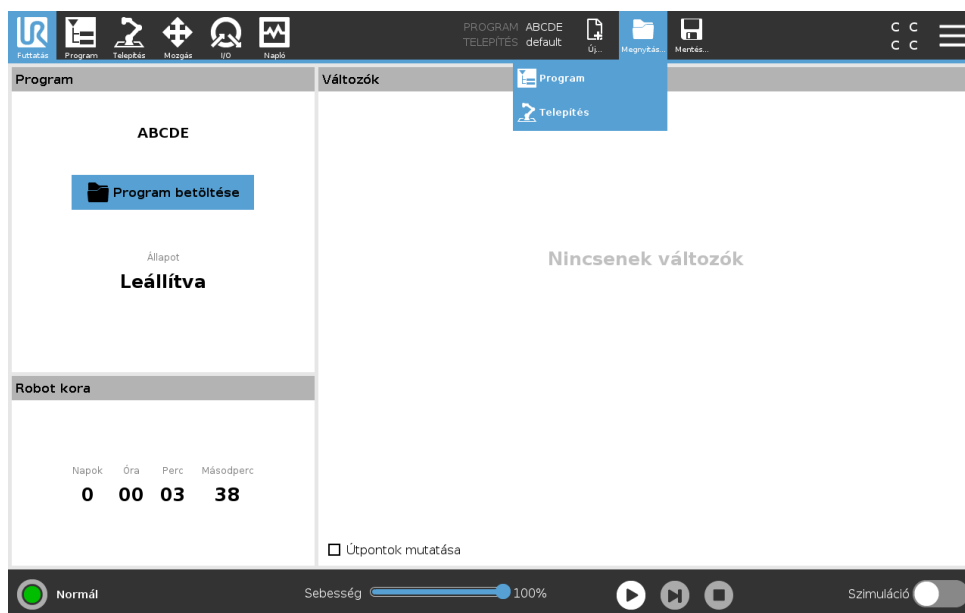 Futtatás Program Telepítés Mozgás I/O Napló
PROGRAM ABCDE
TELEPÍTÉS default
Új... Megnyitás... Mentés...
C C
C C
Program
Változók
Program
Telepítés
ABCDE
Program betöltése
Állapot
Leállítva
Nincsenek változók
Robot kora
Napok Óra Perc Másodperc
0 00 03 38
Útpontok mutatása
Normál
Sebesség 100%
Szimuláció